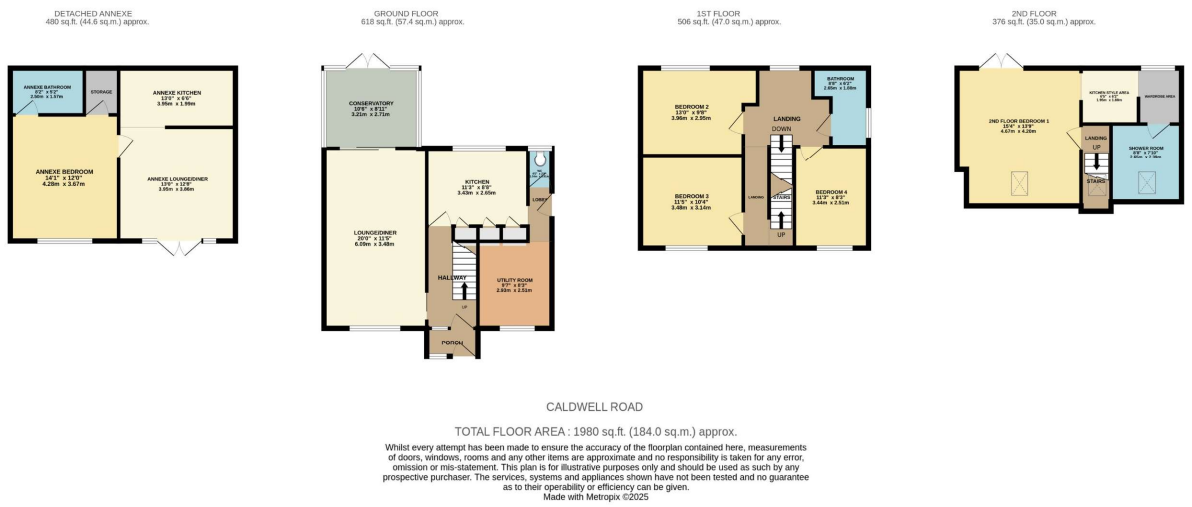 DETACHED ANNEXE
480 sq.ft. (44.6 sq.m.) approx.
ANNEXE BATHROOM
8'2" x 5'2"
2.50m x 1.57m
STORAGE
ANNEXE KITCHEN
13'0" x 6'6"
3.95m x 1.99m
ANNEXE BEDROOM
14'1" x 12'0"
4.28m x 3.67m
ANNEXE LOUNGE/DINER
13'0" x 12'8"
3.95m x 3.86m
GROUND FLOOR
618 sq.ft. (57.4 sq.m.) approx.
CONSERVATORY
10'6" x 8'11"
3.21m x 2.71m
KITCHEN
11'3" x 8'8"
3.43m x 2.65m
LOBBY
LOUNGE/DINER
20'0" x 11'5"
6.09m x 3.48m
HALLWAY
UP
UTILITY ROOM
9'7" x 8'3"
2.93m x 2.51m
PORCH
1ST FLOOR
506 sq.ft. (47.0 sq.m.) approx.
BEDROOM 2
13'0" x 9'8"
3.96m x 2.95m
BATHROOM
LANDING
DOWN
BEDROOM 3
11'5" x 10'4"
3.48m x 3.14m
LANDING
STAIRS
UP
BEDROOM 4
11'3" x 8'3"
3.44m x 2.51m
2ND FLOOR
376 sq.ft. (35.0 sq.m.) approx.
2ND FLOOR BEDROOM 1
15'4" x 13'9"
4.67m x 4.20m
KITCHEN STYLE AREA
WARDROBE AREA
LANDING
UP
STAIRS
SHOWER ROOM
CALDWELL ROAD
TOTAL FLOOR AREA : 1980 sq.ft. (184.0 sq.m.) approx.
Whilst every attempt has been made to ensure the accuracy of the floorplan contained here, measurements
of doors, windows, rooms and any other items are approximate and no responsibility is taken for any error,
omission or mis-statement. This plan is for illustrative purposes only and should be used as such by any
prospective purchaser. The services, systems and appliances shown have not been tested and no guarantee
as to their operability or efficiency can be given.
Made with Metropix ©2025